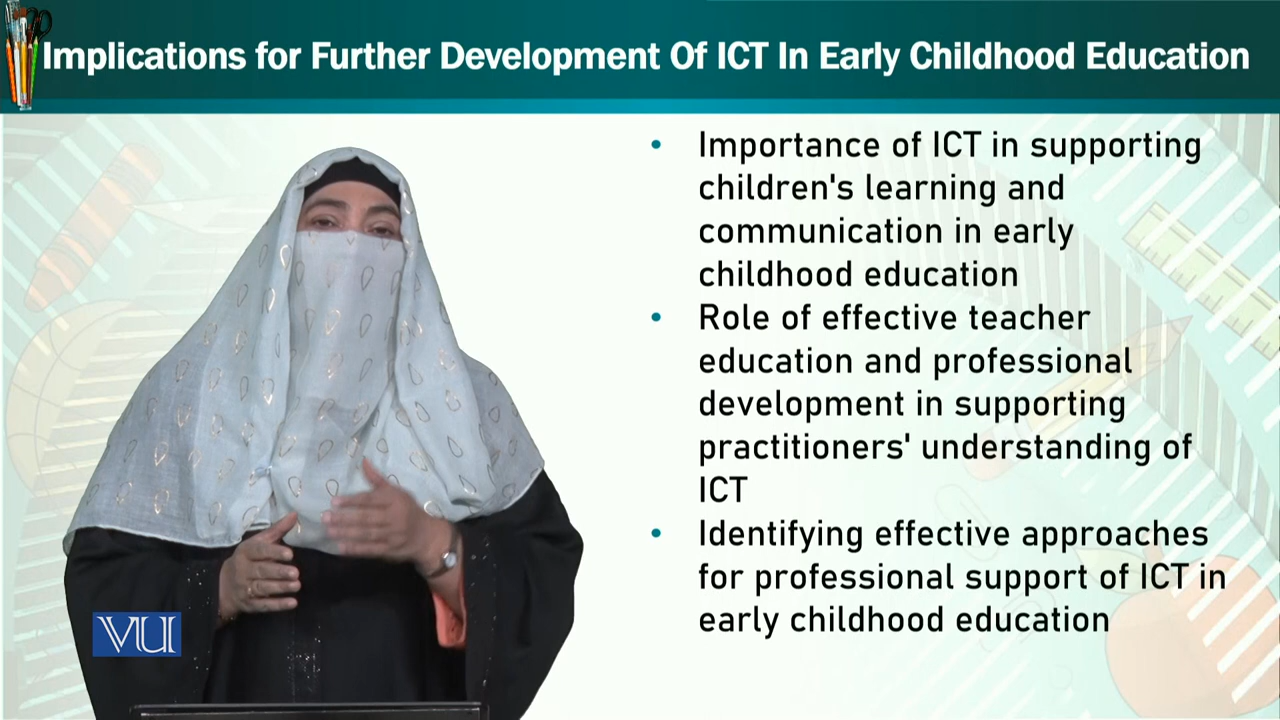 Implications for Further Development Of ICT In Early Childhood Education
• Importance of ICT in supporting
children's learning and
communication in early
childhood education
• Role of effective teacher
education and professional
development in supporting
practitioners' understanding of
ICT
• Identifying effective approaches
for professional support of ICT in
early childhood education
VU